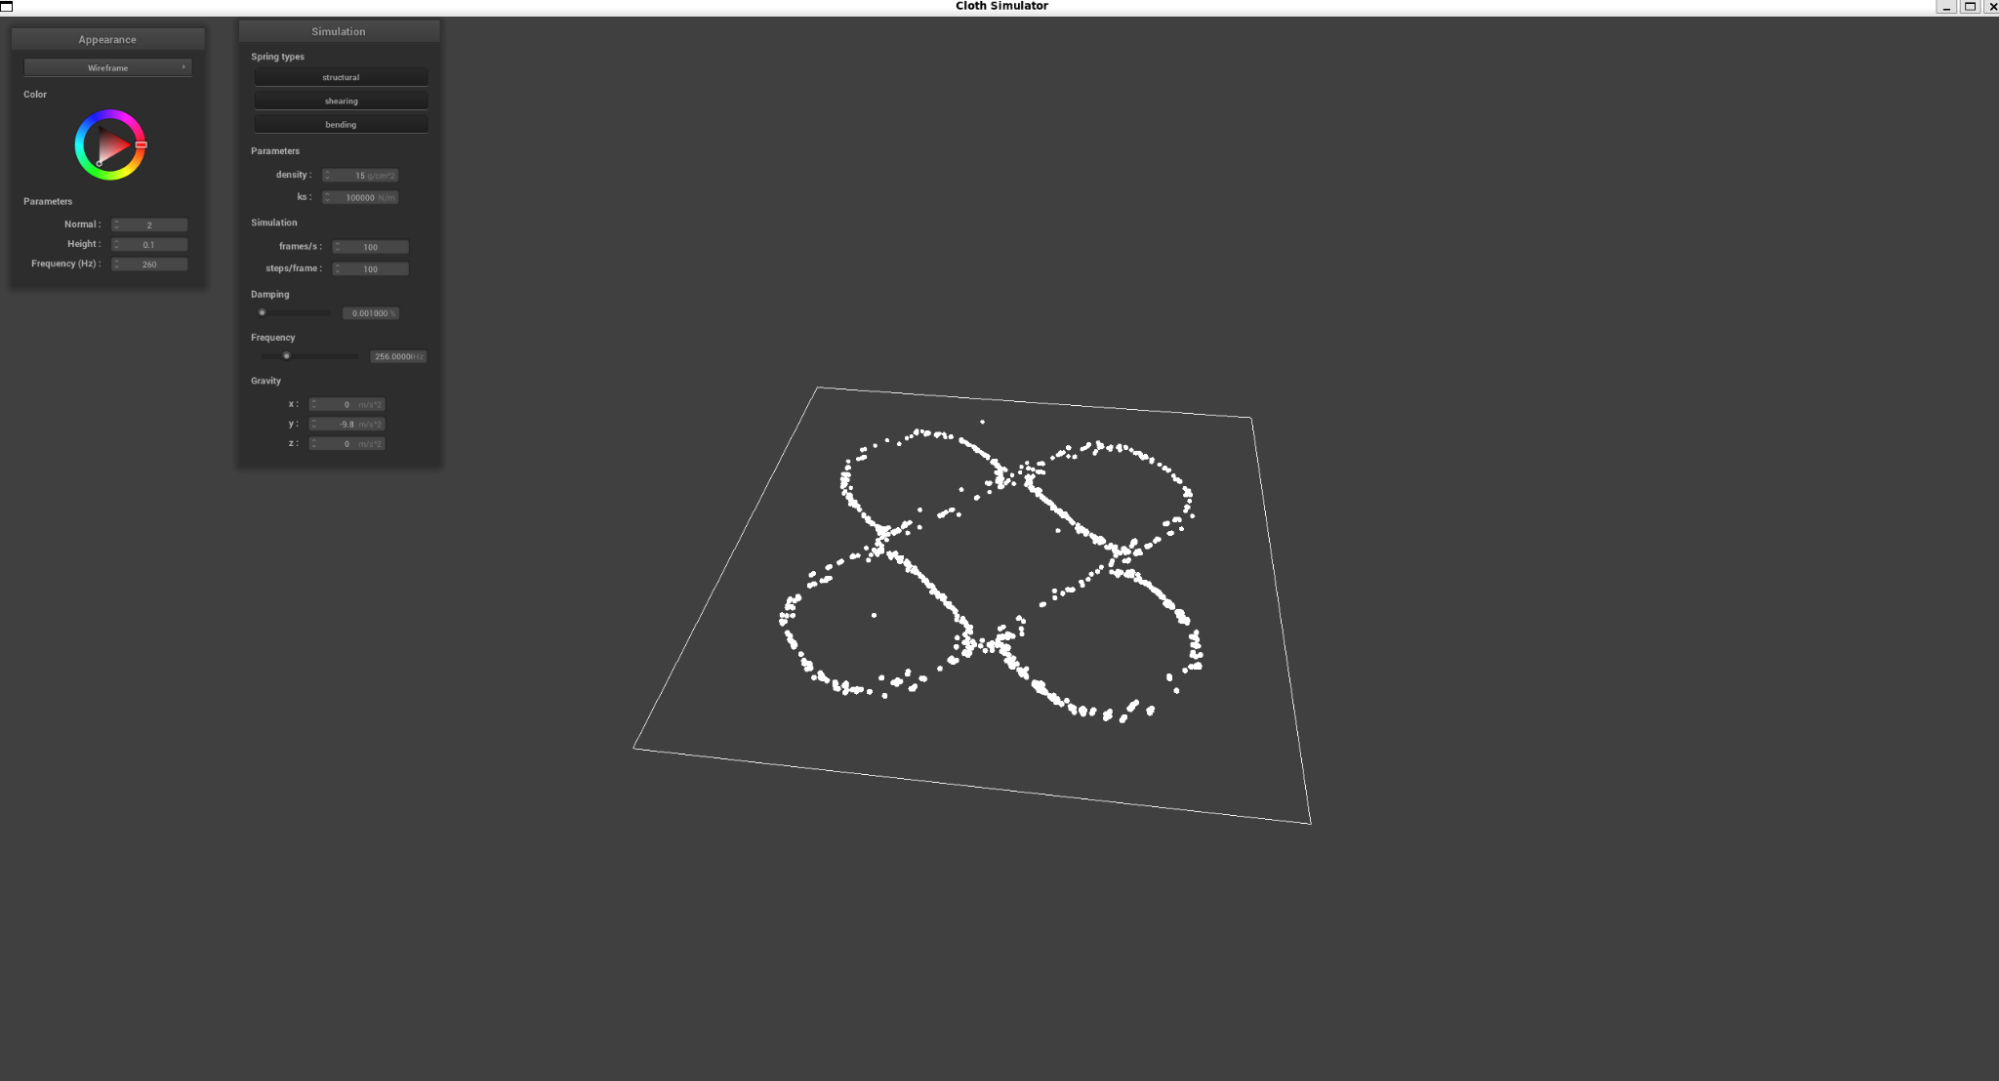 Cloth Simulator
Appearance
Wireframe
Color
Parameters
Normal : 2
Height : 0.1
Frequency (Hz) : 260
Simulation
Spring types
structural
shearing
bending
Parameters
density : 15 g/cm^2
ks : 100000 N/m
Simulation
frames/s : 100
steps/frame : 100
Damping
0.001000 %
Frequency
256.0000Hz
Gravity
x : 0 m/s^2
y : -9.8 m/s^2
z : 0 m/s^2